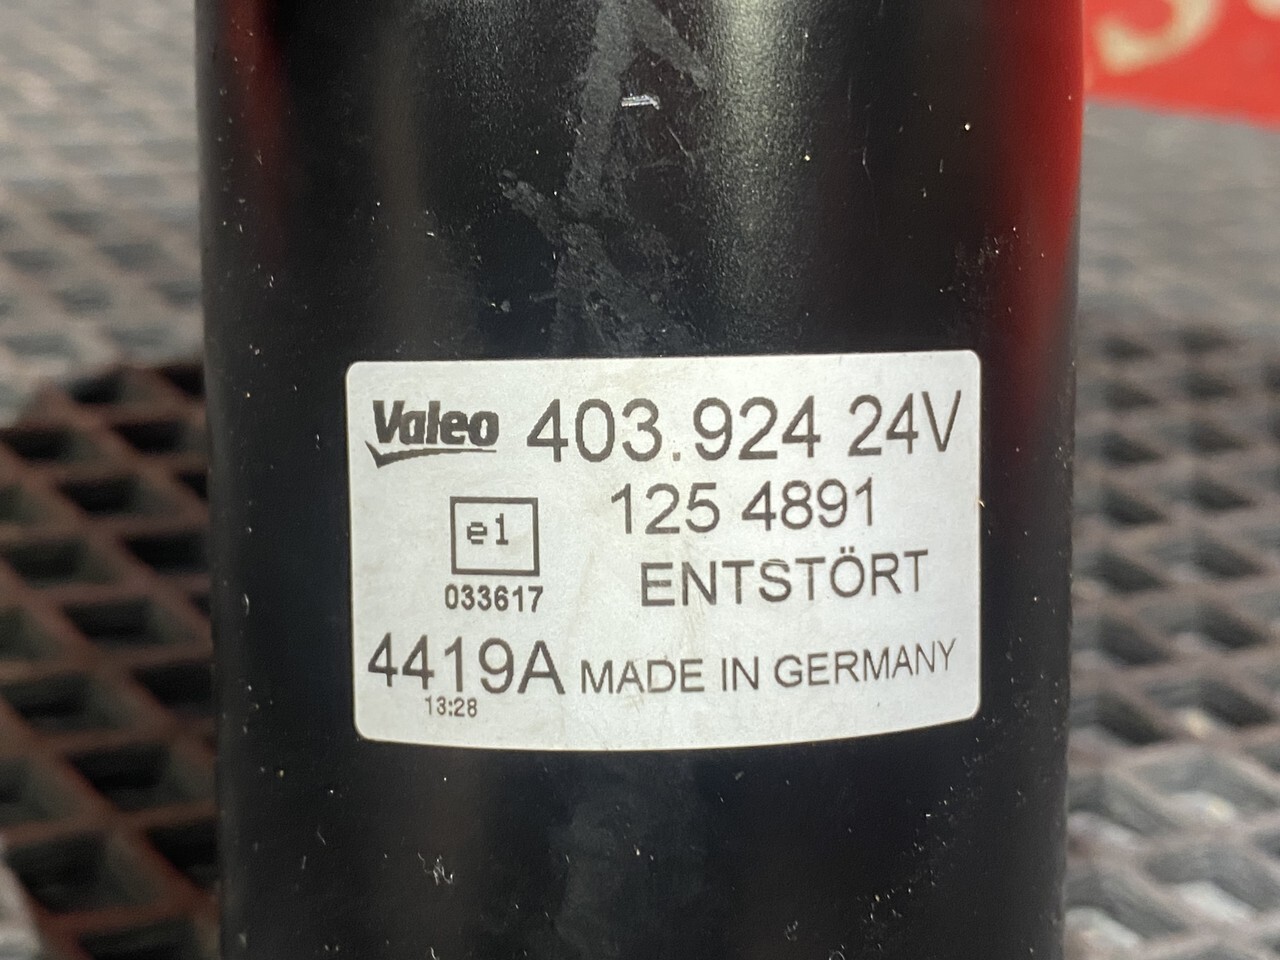 Valeo 403.924 24V
125 4891
e1
ENTSTÖRT
033617
4419A MADE IN GERMANY
13:28